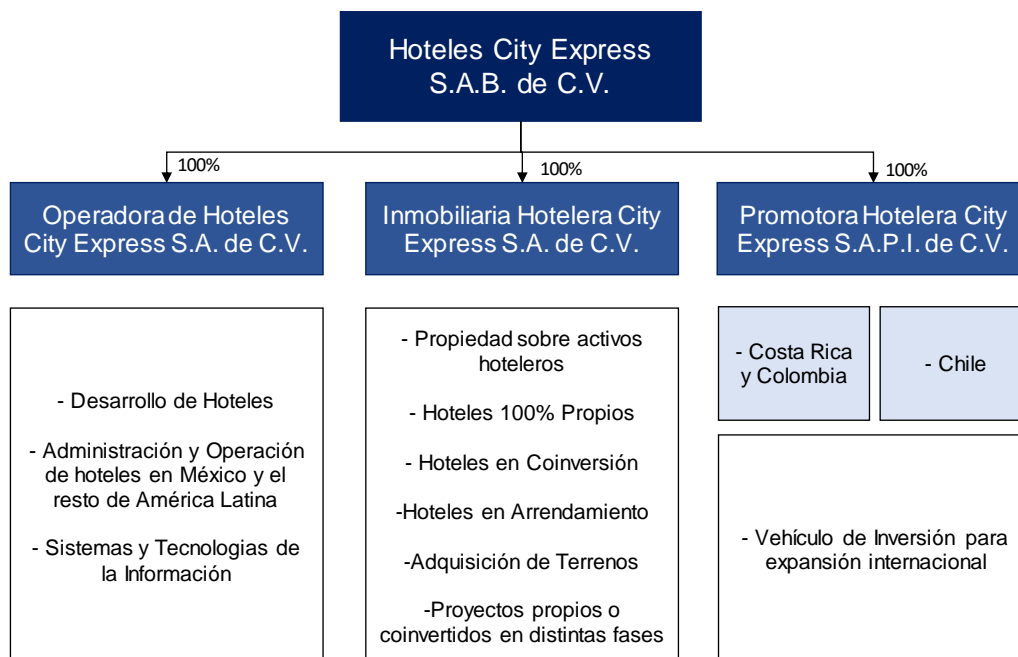 Hoteles City Express
S.A.B. de C.V.
100%
100%
100%
Operadora de Hoteles
City Express S.A. de C.V.
Inmobiliaria Hotelera City
Express S.A. de C.V.
Promotora Hotelera City
Express S.A.P.I. de C.V.
- Desarrollo de Hoteles
- Administración y Operación
de hoteles en México y el
resto de América Latina
- Sistemas y Tecnologias de
la Información
- Propiedad sobre activos
hoteleros
- Hoteles 100% Propios
- Hoteles en Coinversión
-Hoteles en Arrendamiento
-Adquisición de Terrenos
-Proyectos propios o
coinvertidos en distintas fases
- Costa Rica
y Colombia
- Chile
- Vehículo de Inversión para
expansión internacional